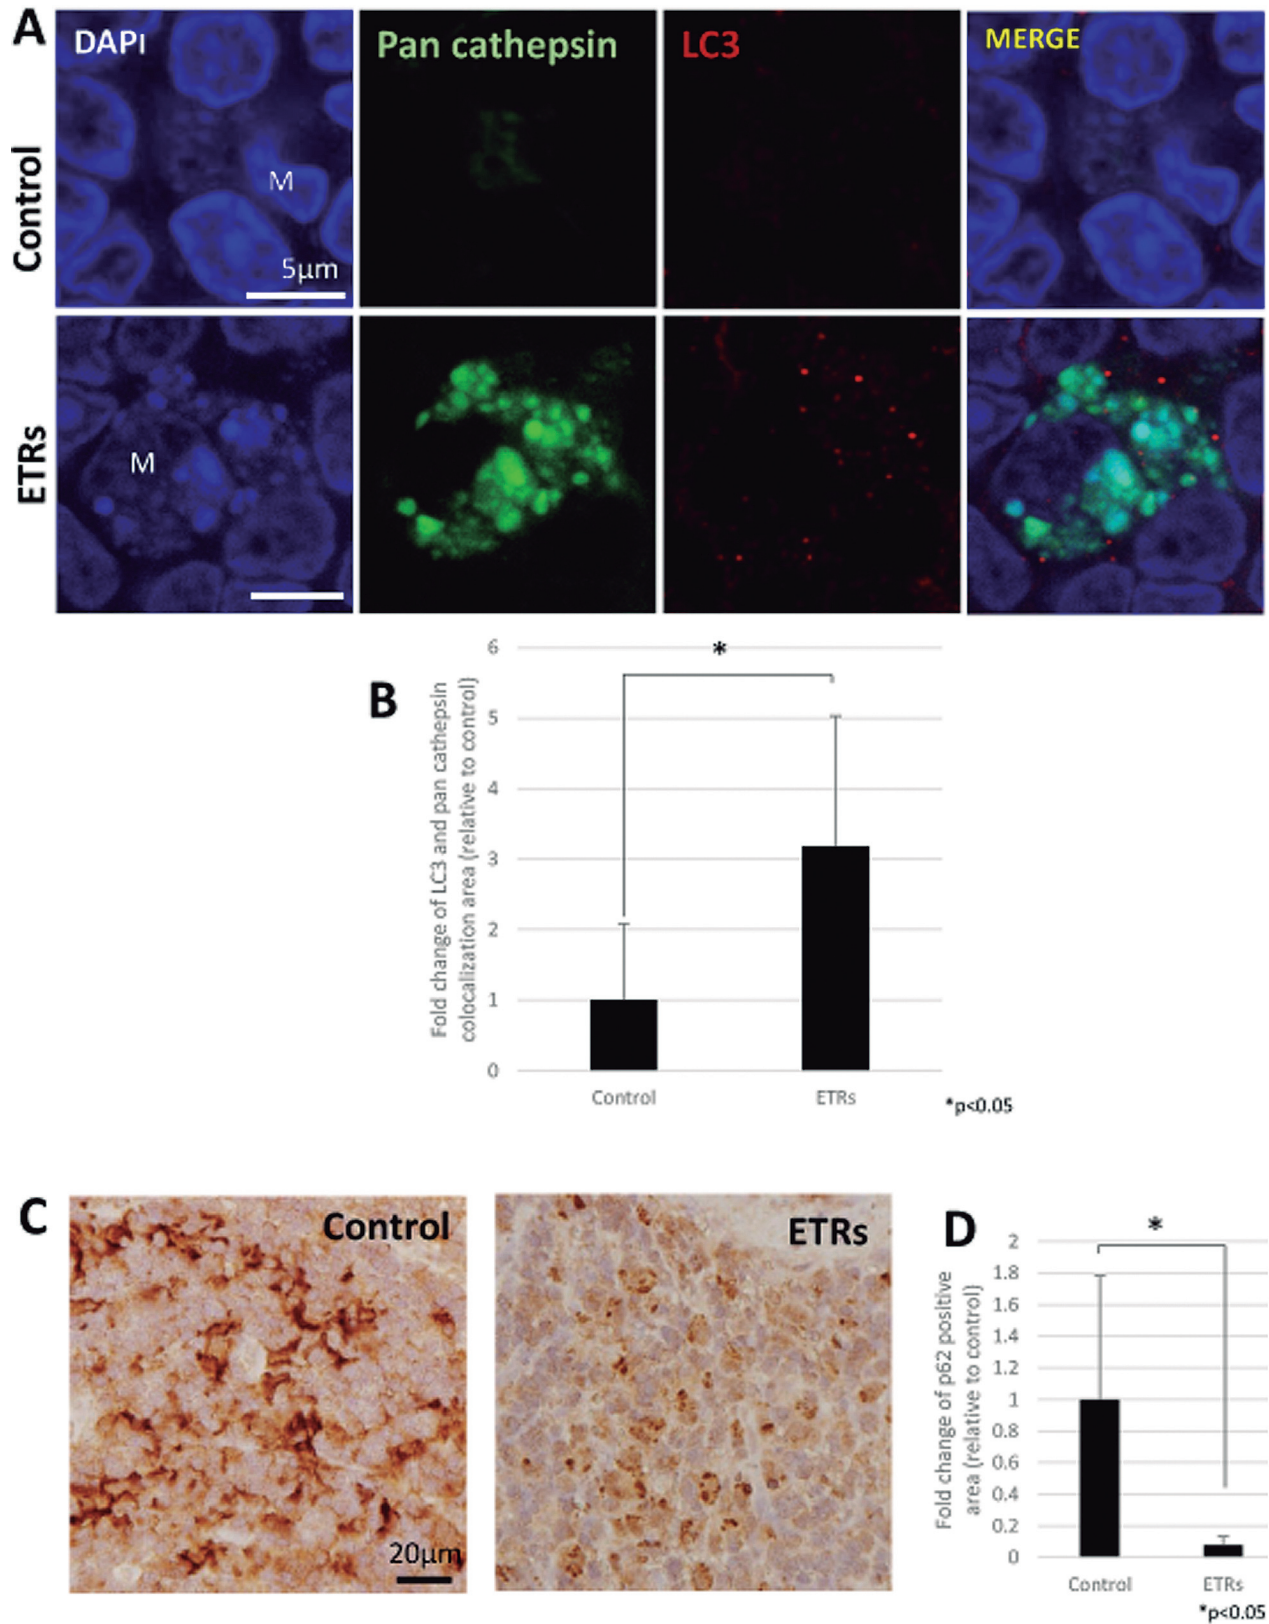 A
DAPI
Pan cathepsin
LC3
MERGE
Control
M
5μm
ETRs
M
B
Fold change of LC3 and pan cathepsin
colocalization area (relative to control)
6
5
4
3
2
1
0
*
Control
ETRs
*p<0.05
C
Control
20μm
ETRs
D
Fold change of p62 positive
area (relative to control)
2
1.8
1.6
1.4
1.2
1
0.8
0.6
0.4
0.2
0
*
Control
ETRs
*p<0.05